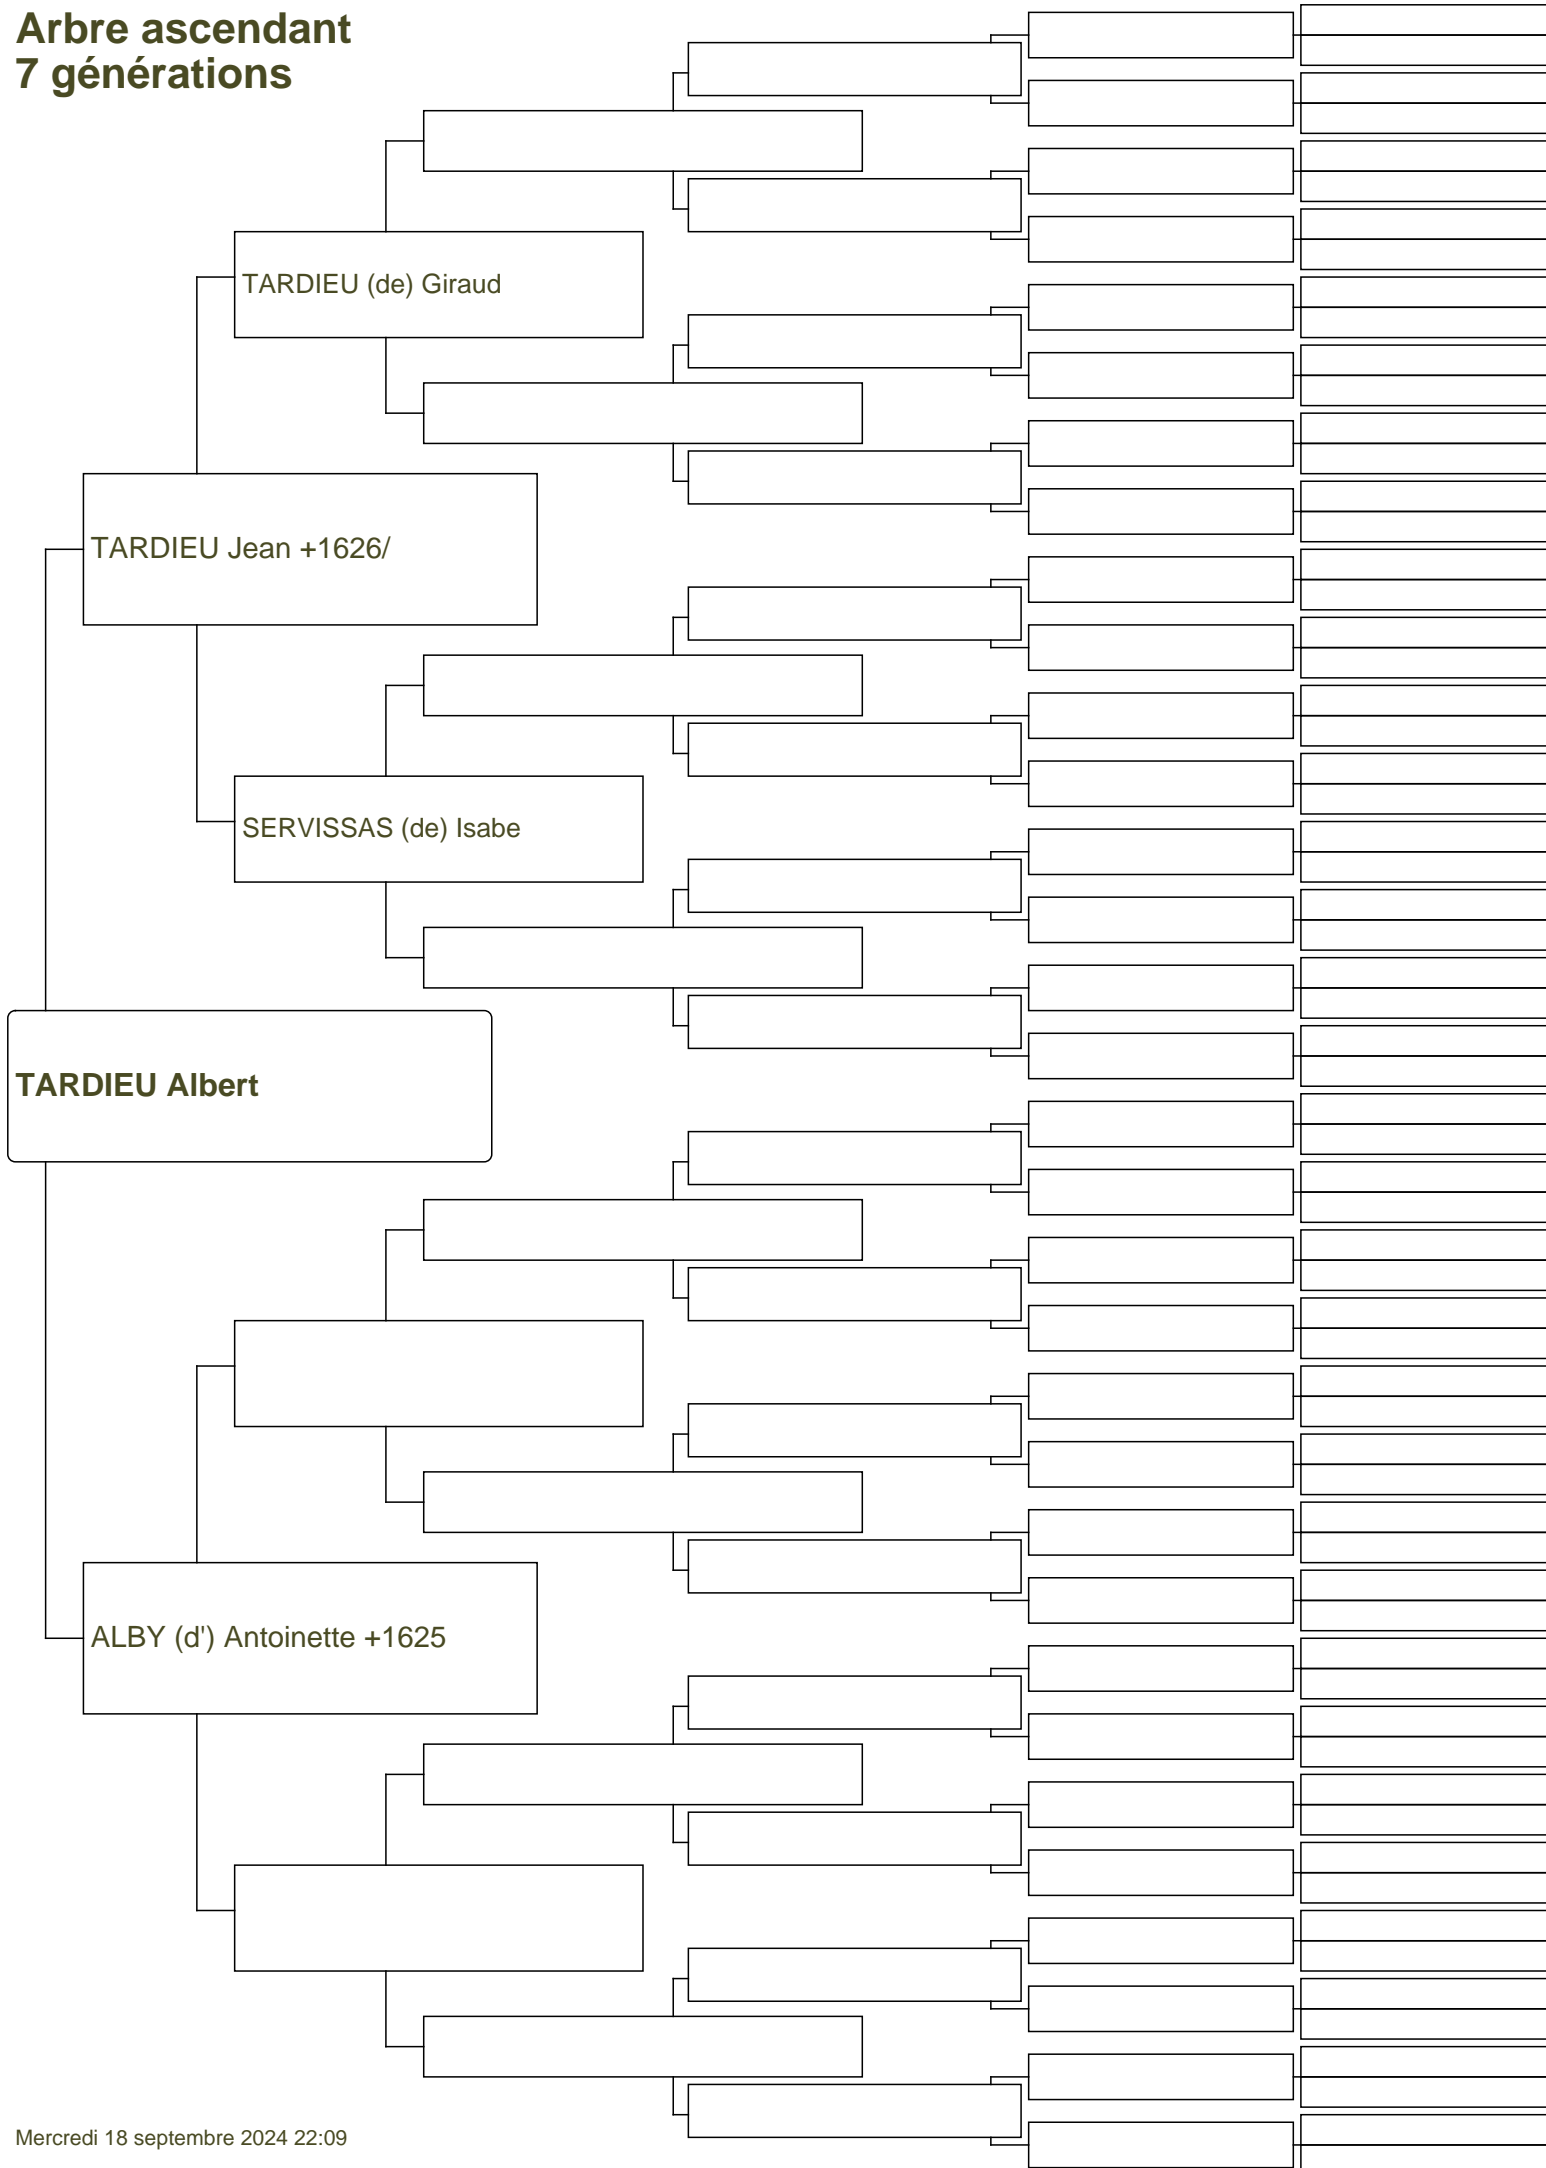 Arbre ascendant
7 générations
TARDIEU (de) Giraud
TARDIEU Jean +1626/
SERVISSAS (de) Isabe
TARDIEU Albert
ALBY (d') Antoinette +1625
Mercredi 18 septembre 2024 22:09